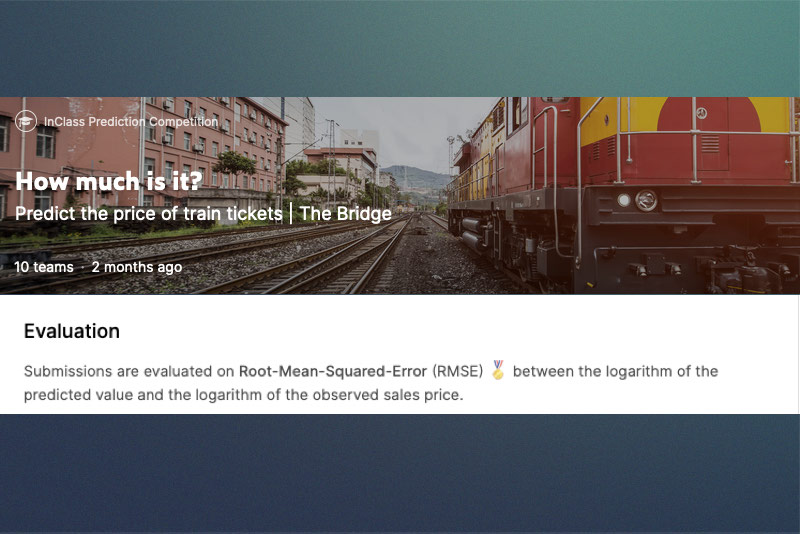 InClass Prediction Competition
How much is it?
Predict the price of train tickets | The Bridge
10 teams · 2 months ago
Evaluation
Submissions are evaluated on Root-Mean-Squared-Error (RMSE) 🏅 between the logarithm of the
predicted value and the logarithm of the observed sales price.